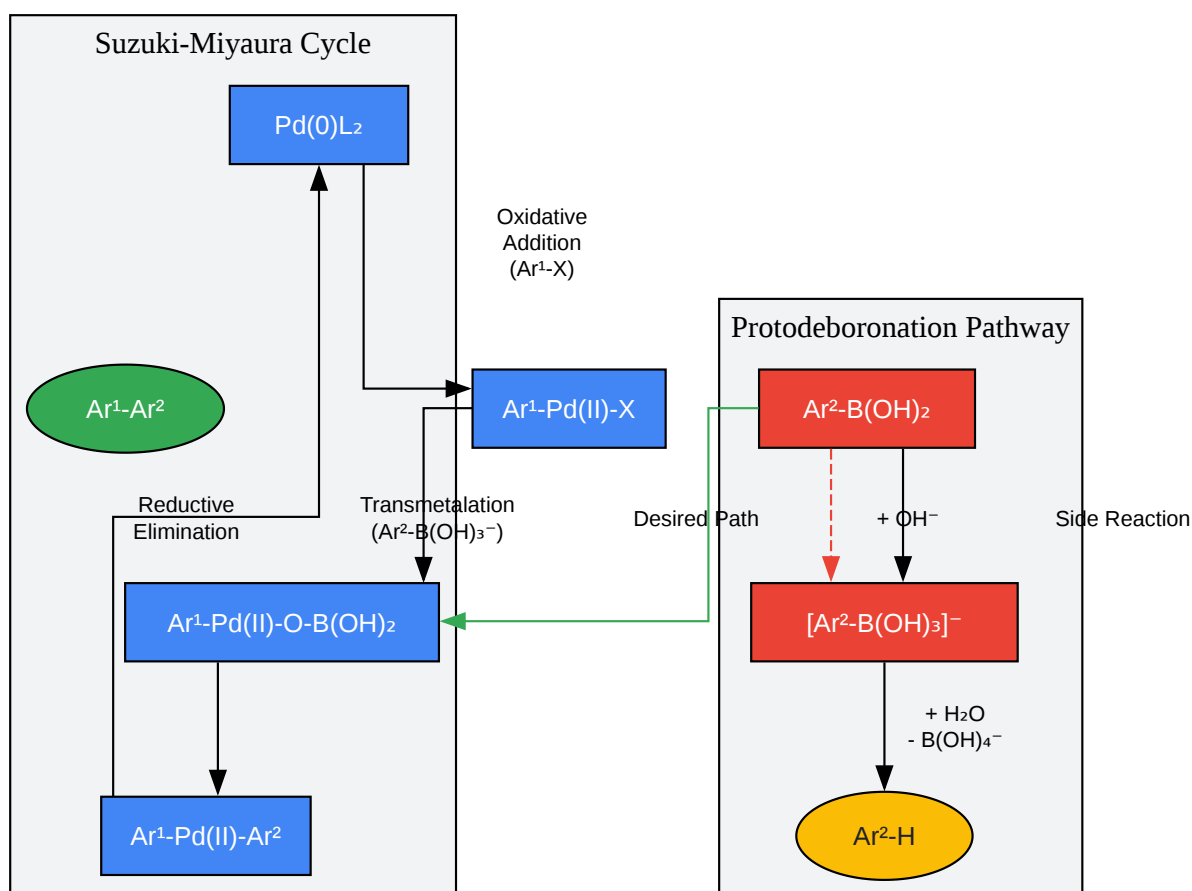 Suzuki-Miyaura Cycle
Pd(0)L₂
Oxidative
Addition
(Ar¹-X)
Protodeboronation Pathway
Ar¹-Ar²
Ar¹-Pd(II)-X
Ar²-B(OH)₂
Reductive
Elimination
Transmetalation
(Ar²-B(OH)₃⁻)
Desired Path
+ OH⁻
Side Reaction
Ar¹-Pd(II)-O-B(OH)₂
[Ar²-B(OH)₃]⁻
+ H₂O
- B(OH)₄⁻
Ar¹-Pd(II)-Ar²
Ar²-H